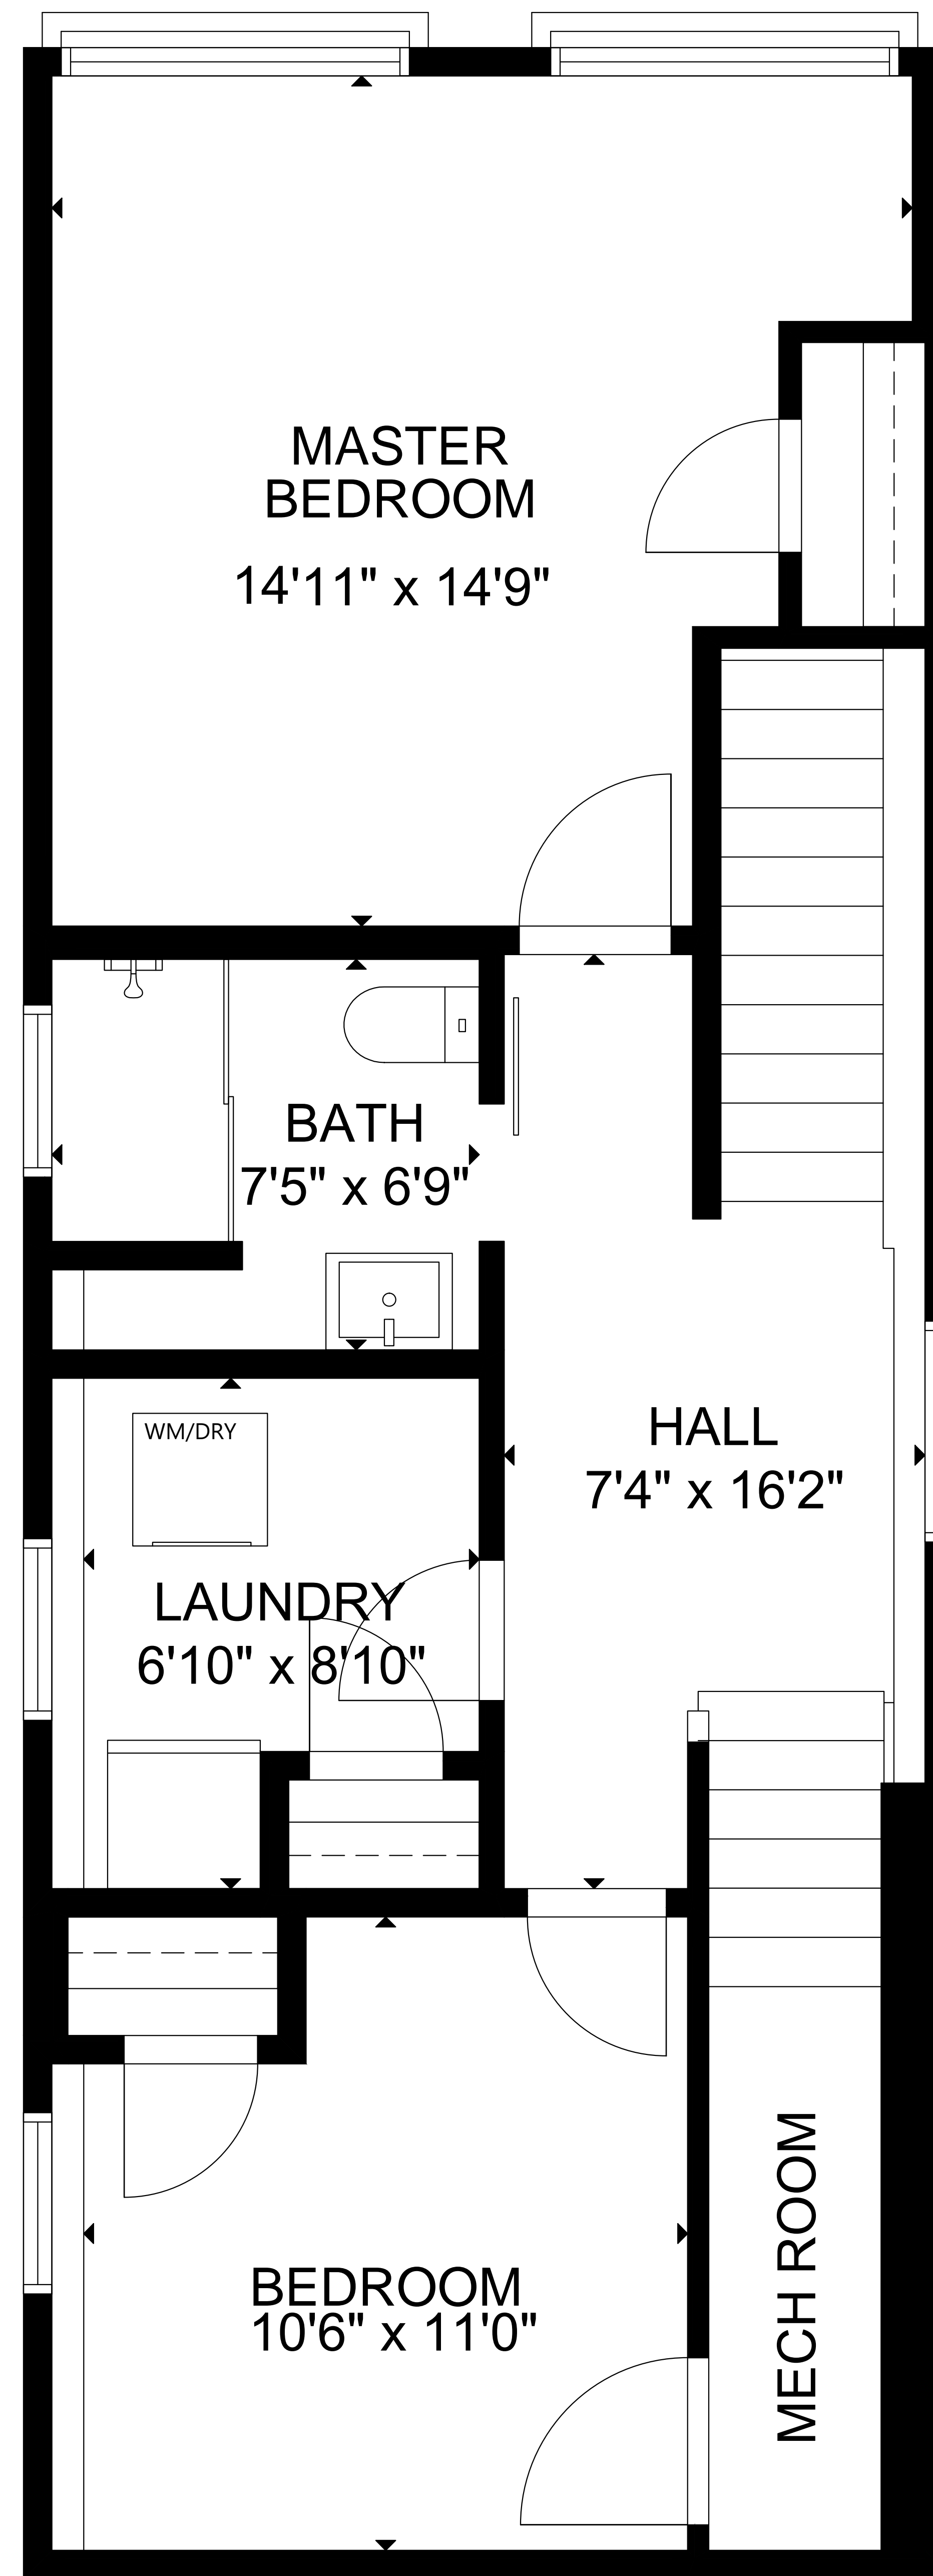 MASTER
BEDROOM
14'11" x 14'9"
BATH
7'5" x 6'9"
HALL
7'4" x 16'2"
WM/DRY
LAUNDRY
6'10" x 8'10"
BEDROOM
10'6" x 11'0"
MECH ROOM